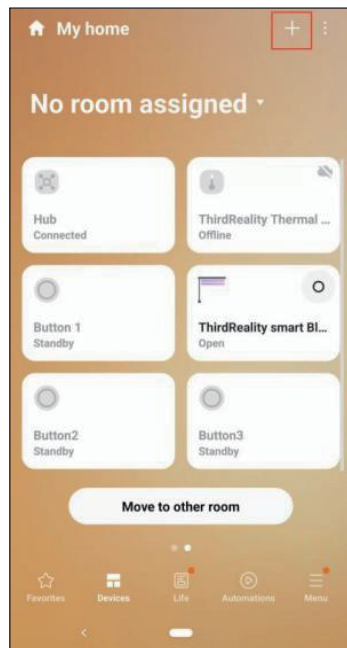 My home
No room assigned
Hub
Connected
ThirdReality Thermal ...
Offline
Button 1
Standby
ThirdReality smart Bl...
Open
Button2
Standby
Button3
Standby
Move to other room
Favorites
Devices
Life
Automations
Menu